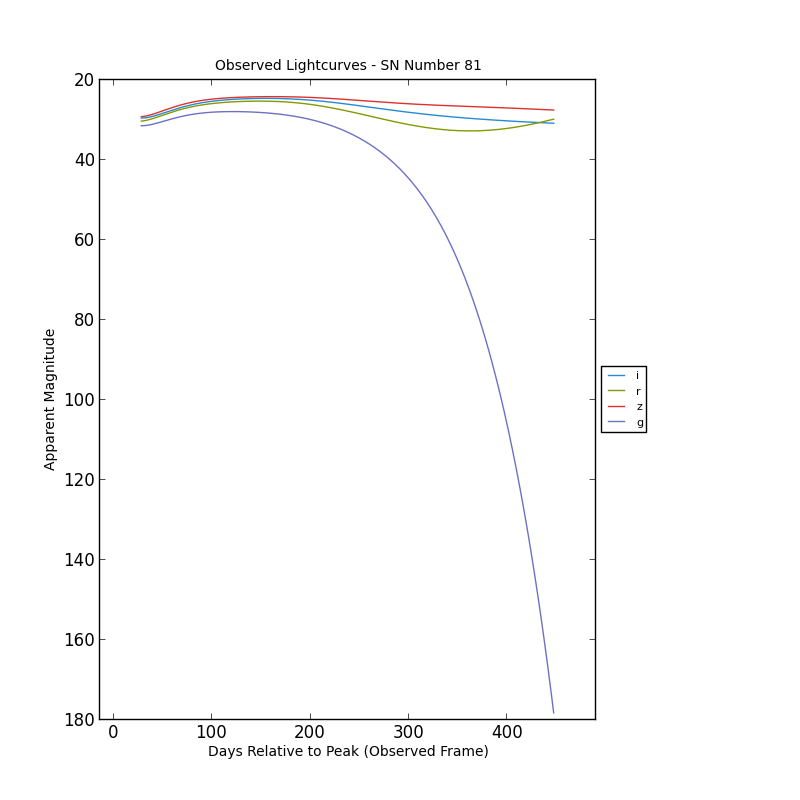 Observed Lightcurves - SN Number 81
20
40
60
80
100
120
140
160
180
Apparent Magnitude
0 100 200 300 400
Days Relative to Peak (Observed Frame)
i
r
z
g